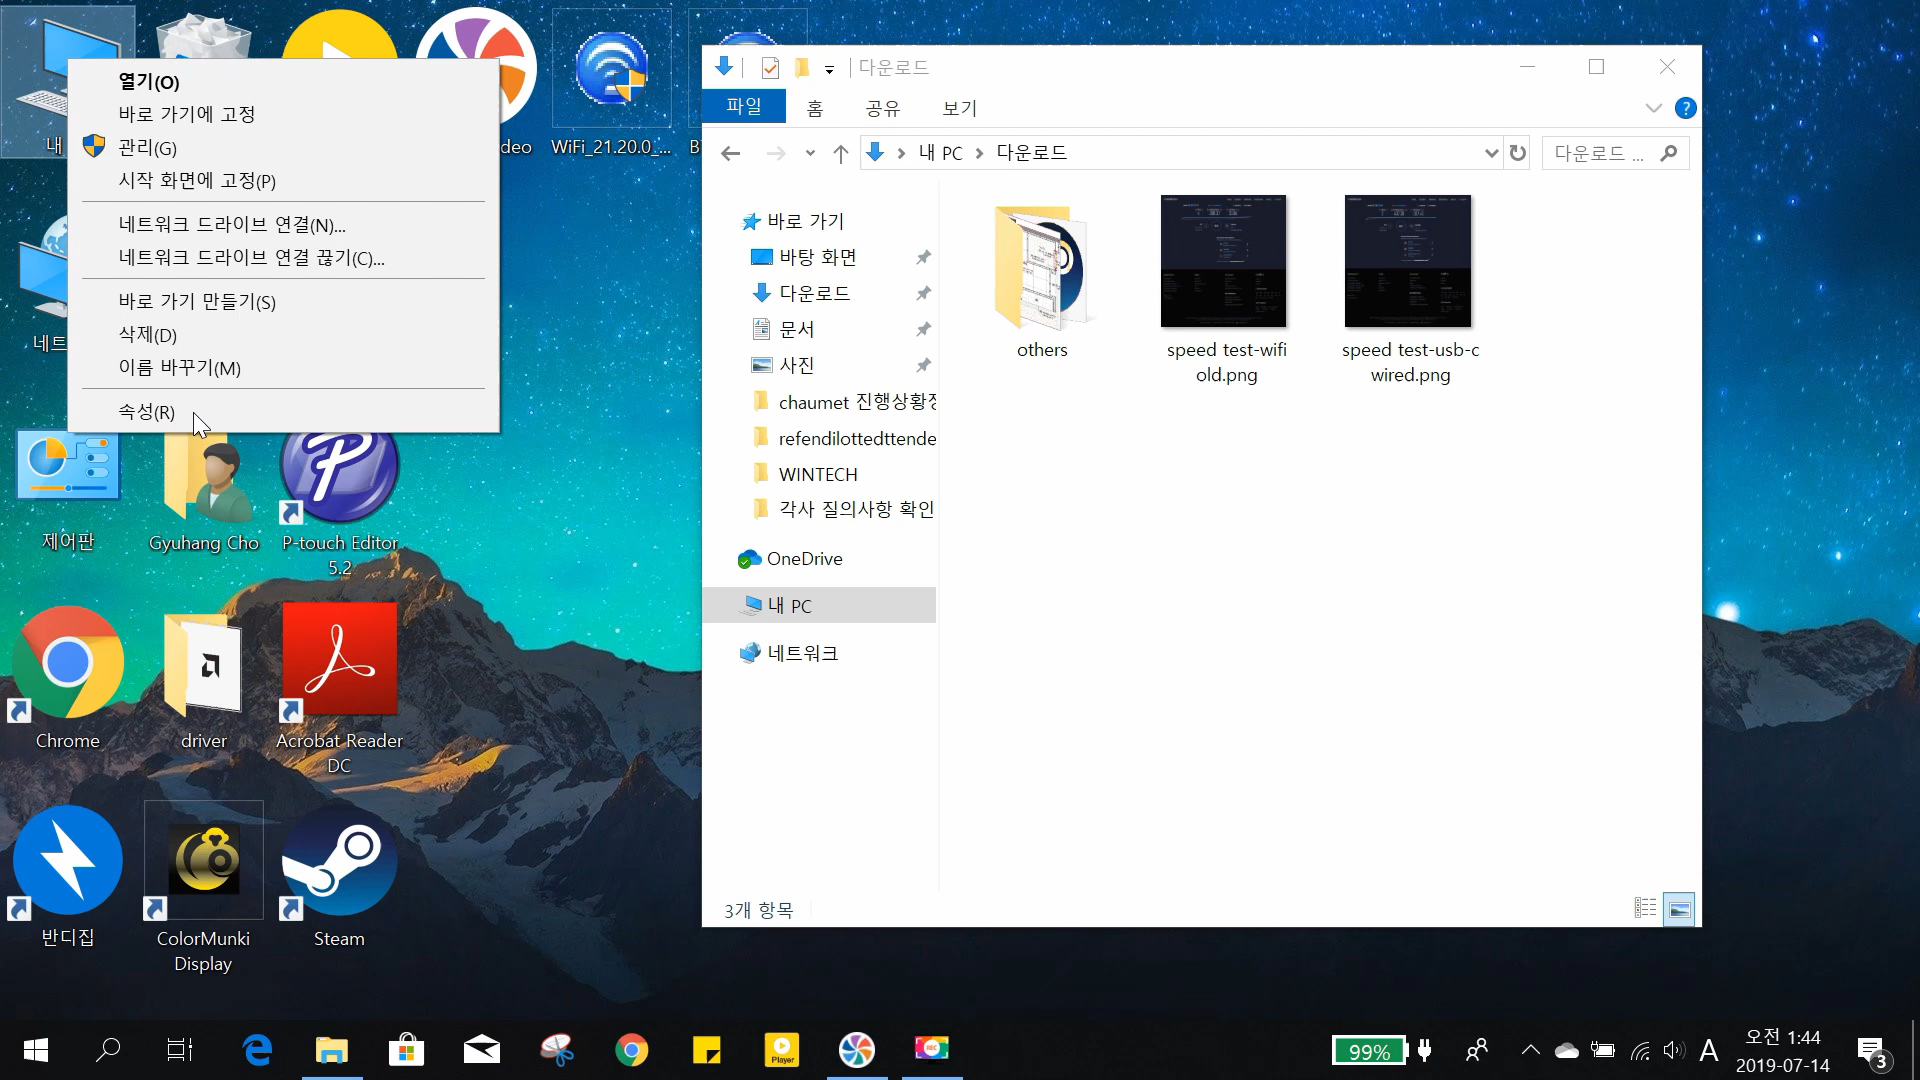 열기(O)
바로 가기에 고정
관리(G)
시작 화면에 고정(P)
네트워크 드라이브 연결(N)...
네트워크 드라이브 연결 끊기(C)...
바로 가기 만들기(S)
삭제(D)
이름 바꾸기(M)
속성(R)
내
deo
WiFi_21.20.0_...
B
네트
제어판
Gyuhang Cho
P-touch Editor
5.2
Chrome
driver
Acrobat Reader
DC
반디집
ColorMunki
Display
Steam
다운로드
파일
홈
공유
보기
내 PC
다운로드
다운로드 ...
바로 가기
바탕 화면
다운로드
문서
사진
chaumet 진행상황정
refendilottedttende
WINTECH
각사 질의사항 확인
OneDrive
내 PC
네트워크
others
speed test-wifi
old.png
speed test-usb-c
wired.png
3개 항목
Player
REC
99%
A
오전 1:44
2019-07-14
3